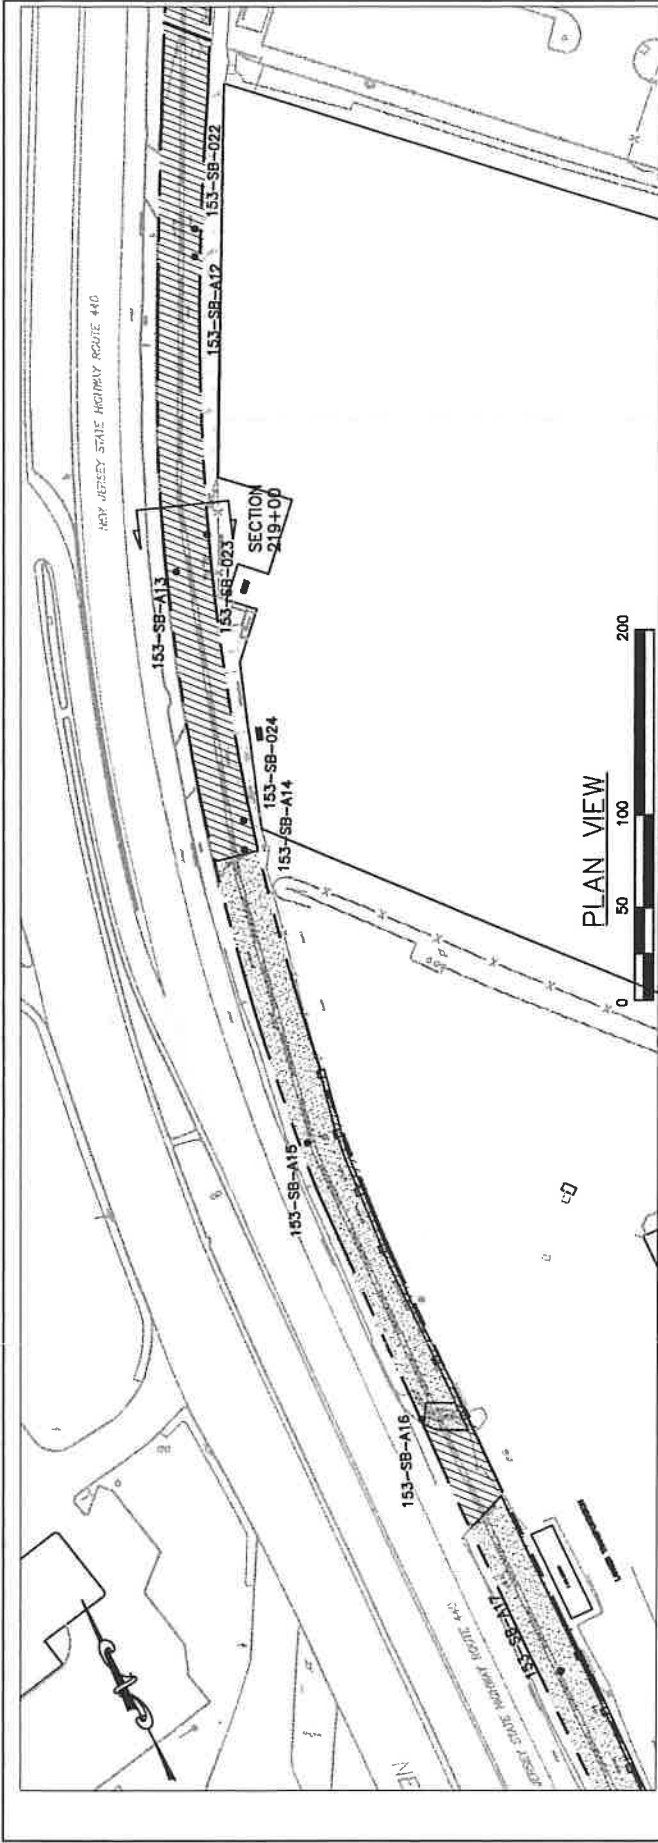 NEW JERSEY STATE HIGHWAY ROUTE 440
153-SB-022
153-SB-A12
SECTION
219+00
153-SB-023
153-SB-A13
153-SB-024
153-SB-A14
153-SB-A15
153-SB-A16
153-SB-A17
JERSEY STATE HIGHWAY ROUTE 440
NE
PLAN VIEW
0 50 100 200